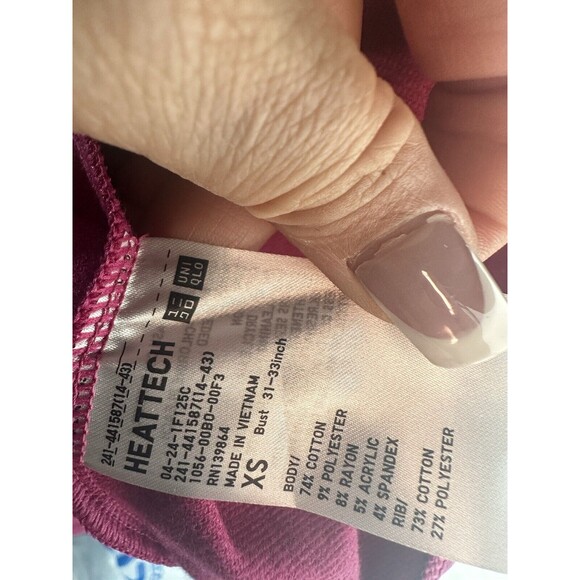 241-441587(14-43)
UNI
QLO
HEATTECH
04-24-1F125C
241-441587(14-43)
1056-00B0-00F3
RN139864
MADE IN VIETNAM
XS Bust 31-33inch
BODY/
74% COTTON
9% POLYESTER
8% RAYON
5% ACRYLIC
4% SPANDEX
RIB/
73% COTTON
27% POLYESTER